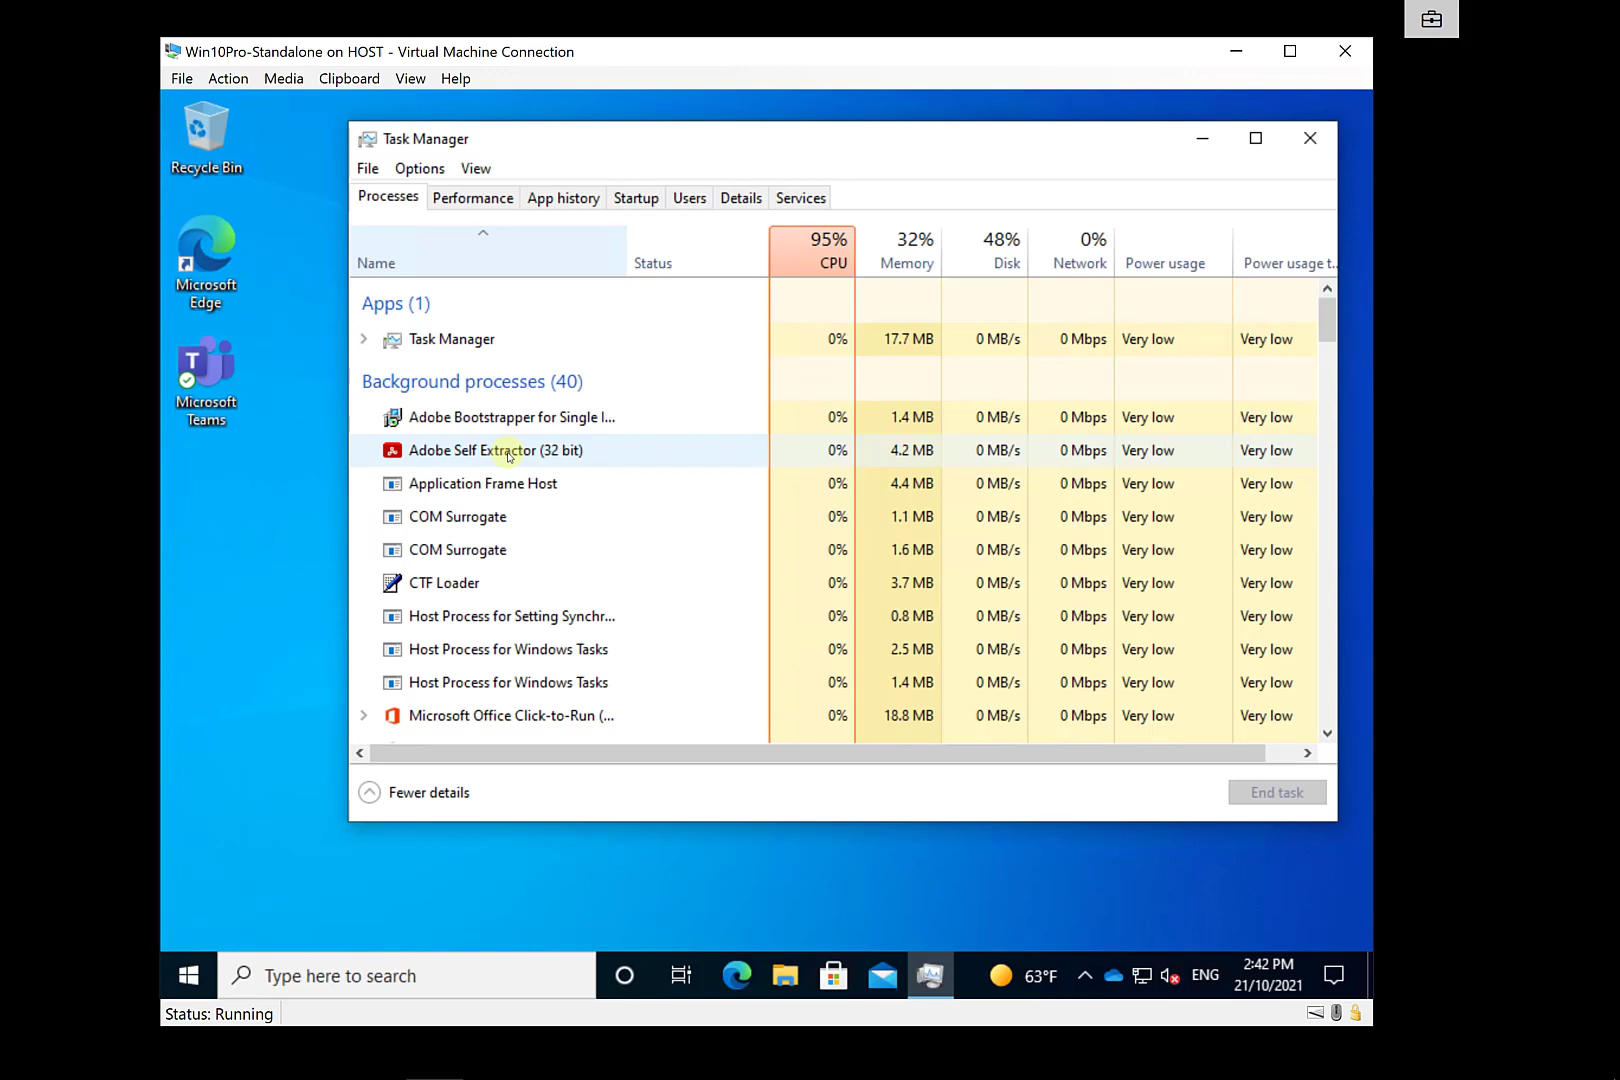 Win10Pro-Standalone on HOST - Virtual Machine Connection
File Action Media Clipboard View Help
Recycle Bin
Microsoft
Edge
T
Microsoft
Teams
Task Manager
File Options View
Processes Performance App history Startup Users Details Services
95% 32% 48% 0%
Name Status CPU Memory Disk Network Power usage Power usage t...
Apps (1)
Task Manager 0% 17.7 MB 0 MB/s 0 Mbps Very low Very low
Background processes (40)
Adobe Bootstrapper for Single I... 0% 1.4 MB 0 MB/s 0 Mbps Very low Very low
Adobe Self Extractor (32 bit) 0% 4.2 MB 0 MB/s 0 Mbps Very low Very low
Application Frame Host 0% 4.4 MB 0 MB/s 0 Mbps Very low Very low
COM Surrogate 0% 1.1 MB 0 MB/s 0 Mbps Very low Very low
COM Surrogate 0% 1.6 MB 0 MB/s 0 Mbps Very low Very low
CTF Loader 0% 3.7 MB 0 MB/s 0 Mbps Very low Very low
Host Process for Setting Synchr... 0% 0.8 MB 0 MB/s 0 Mbps Very low Very low
Host Process for Windows Tasks 0% 2.5 MB 0 MB/s 0 Mbps Very low Very low
Host Process for Windows Tasks 0% 1.4 MB 0 MB/s 0 Mbps Very low Very low
Microsoft Office Click-to-Run (... 0% 18.8 MB 0 MB/s 0 Mbps Very low Very low
Fewer details End task
Type here to search 63°F ENG 2:42 PM
21/10/2021
Status: Running